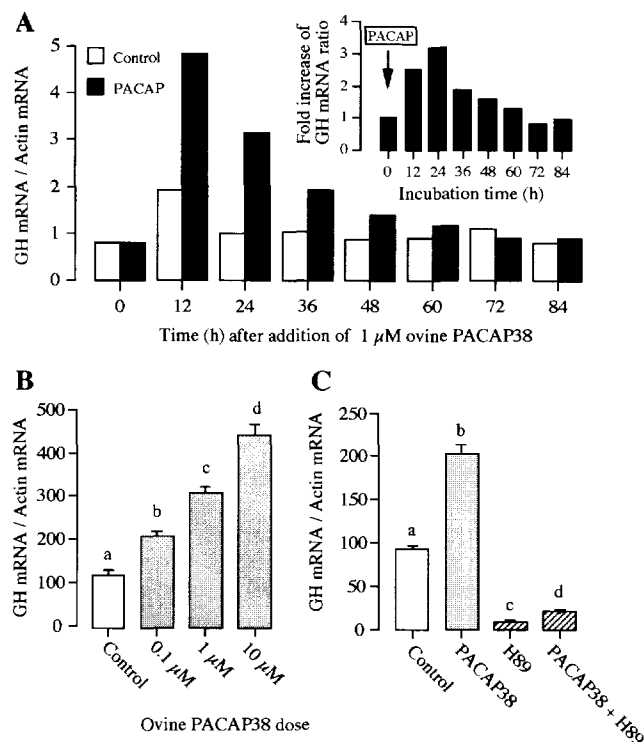 A
Control
PACAP
GH mRNA / Actin mRNA
5
4
3
2
1
0
0 12 24 36 48 60 72 84
Time (h) after addition of 1 μM ovine PACAP38
PACAP
Fold increase of
GH mRNA ratio
4
3
2
1
0
0 12 24 36 48 60 72 84
Incubation time (h)
B
GH mRNA / Actin mRNA
500
400
300
200
100
0
a
b
c
d
Control
0.1 μM
1 μM
10 μM
Ovine PACAP38 dose
C
GH mRNA / Actin mRNA
250
200
150
100
50
0
a
b
c
d
Control
PACAP38
H89
PACAP38 + H89